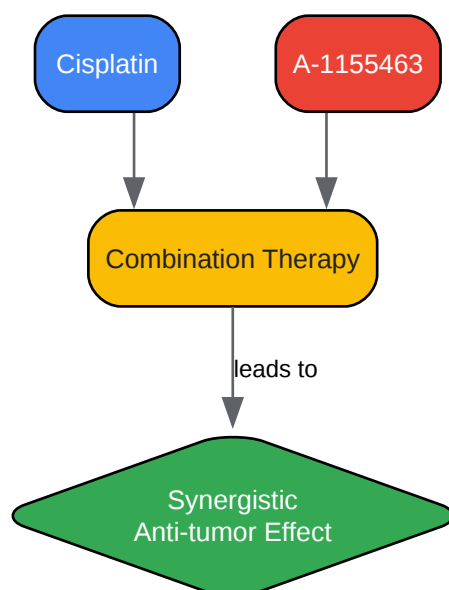 Cisplatin
A-1155463
Combination Therapy
leads to
Synergistic
Anti-tumor Effect